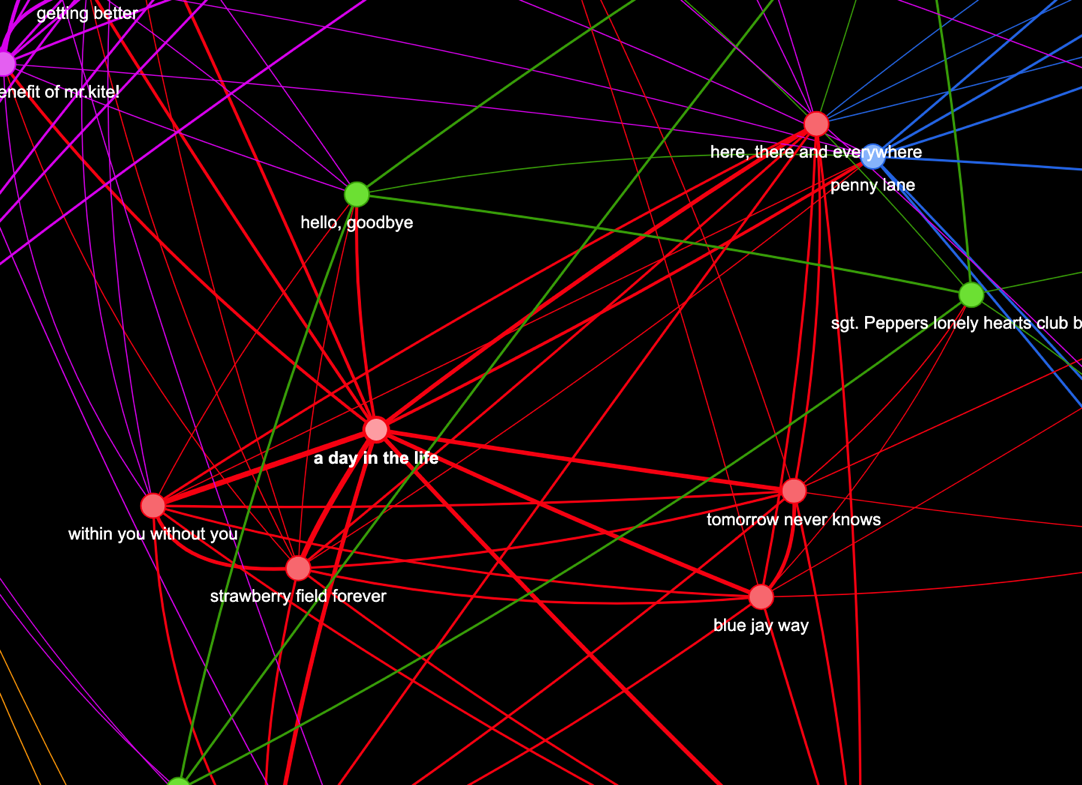 getting better
enefit of mr.kite!
here, there and everywhere
penny lane
hello, goodbye
sgt. Peppers lonely hearts club b
a day in the life
within you without you
tomorrow never knows
strawberry field forever
blue jay way